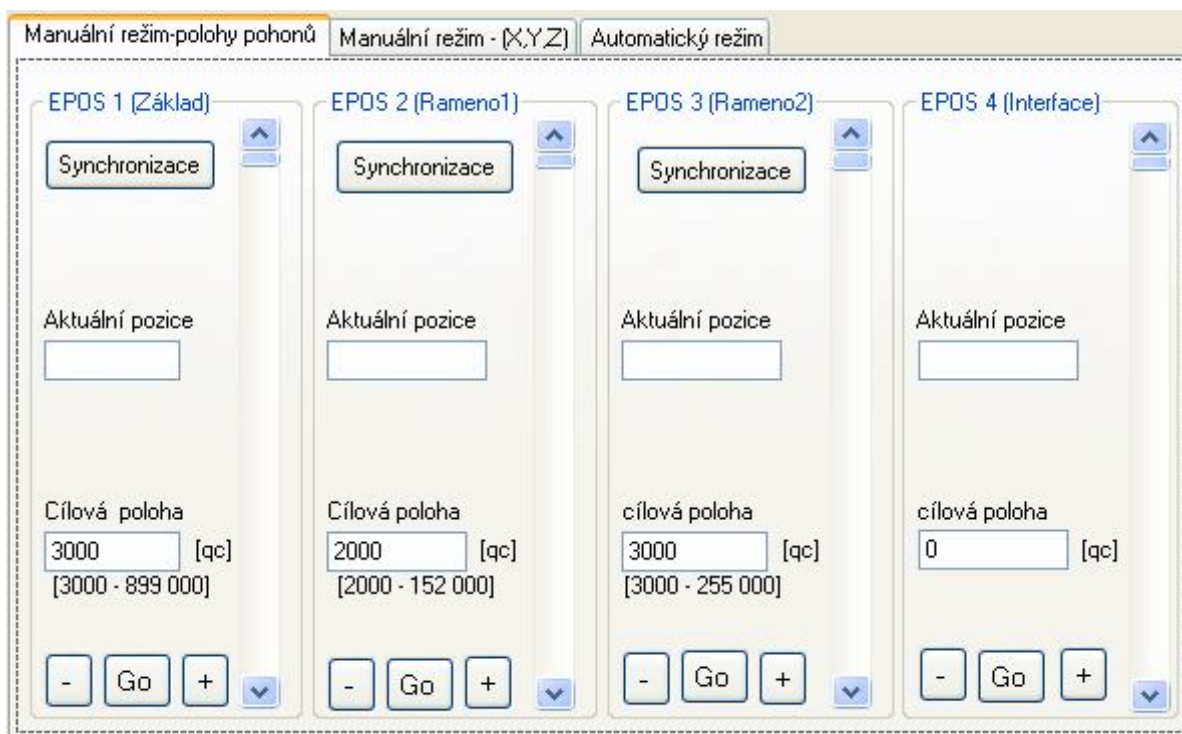 Manuální režim-polohy pohonů
Manuální režim - (X,Y,Z)
Automatický režim
EPOS 1 (Základ)
Synchronizace
Aktuální pozice
Cílová poloha
3000 [qc]
[3000 - 899 000]
- Go +
EPOS 2 (Rameno1)
Synchronizace
Aktuální pozice
Cílová poloha
2000 [qc]
[2000 - 152 000]
- Go +
EPOS 3 (Rameno2)
Synchronizace
Aktuální pozice
cílová poloha
3000 [qc]
[3000 - 255 000]
- Go +
EPOS 4 (Interface)
Aktuální pozice
cílová poloha
0 [qc]
- Go +